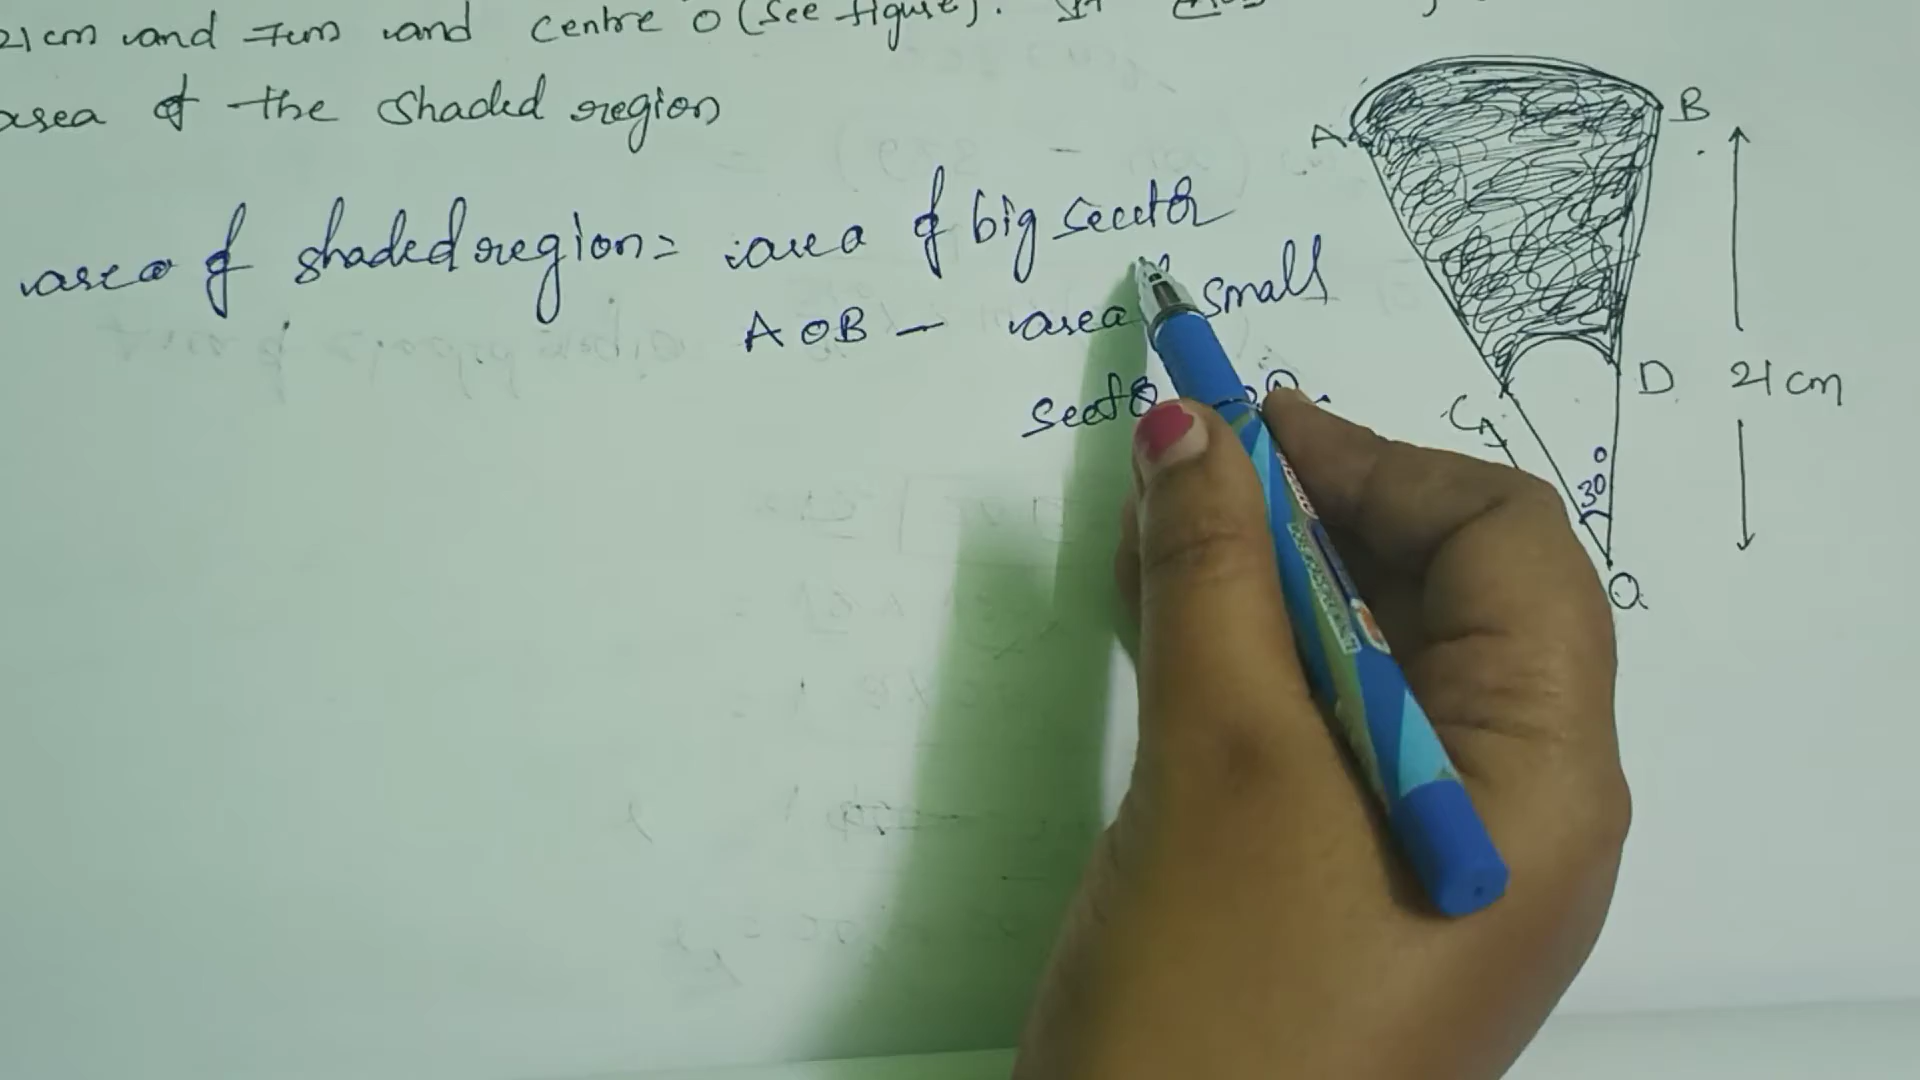 21 cm and 7cm and centre O (See figure).
area of the shaded region
area of shaded region = area of big secctor
AOB - area small
sector
A
B
C
D
21 cm
30°
O